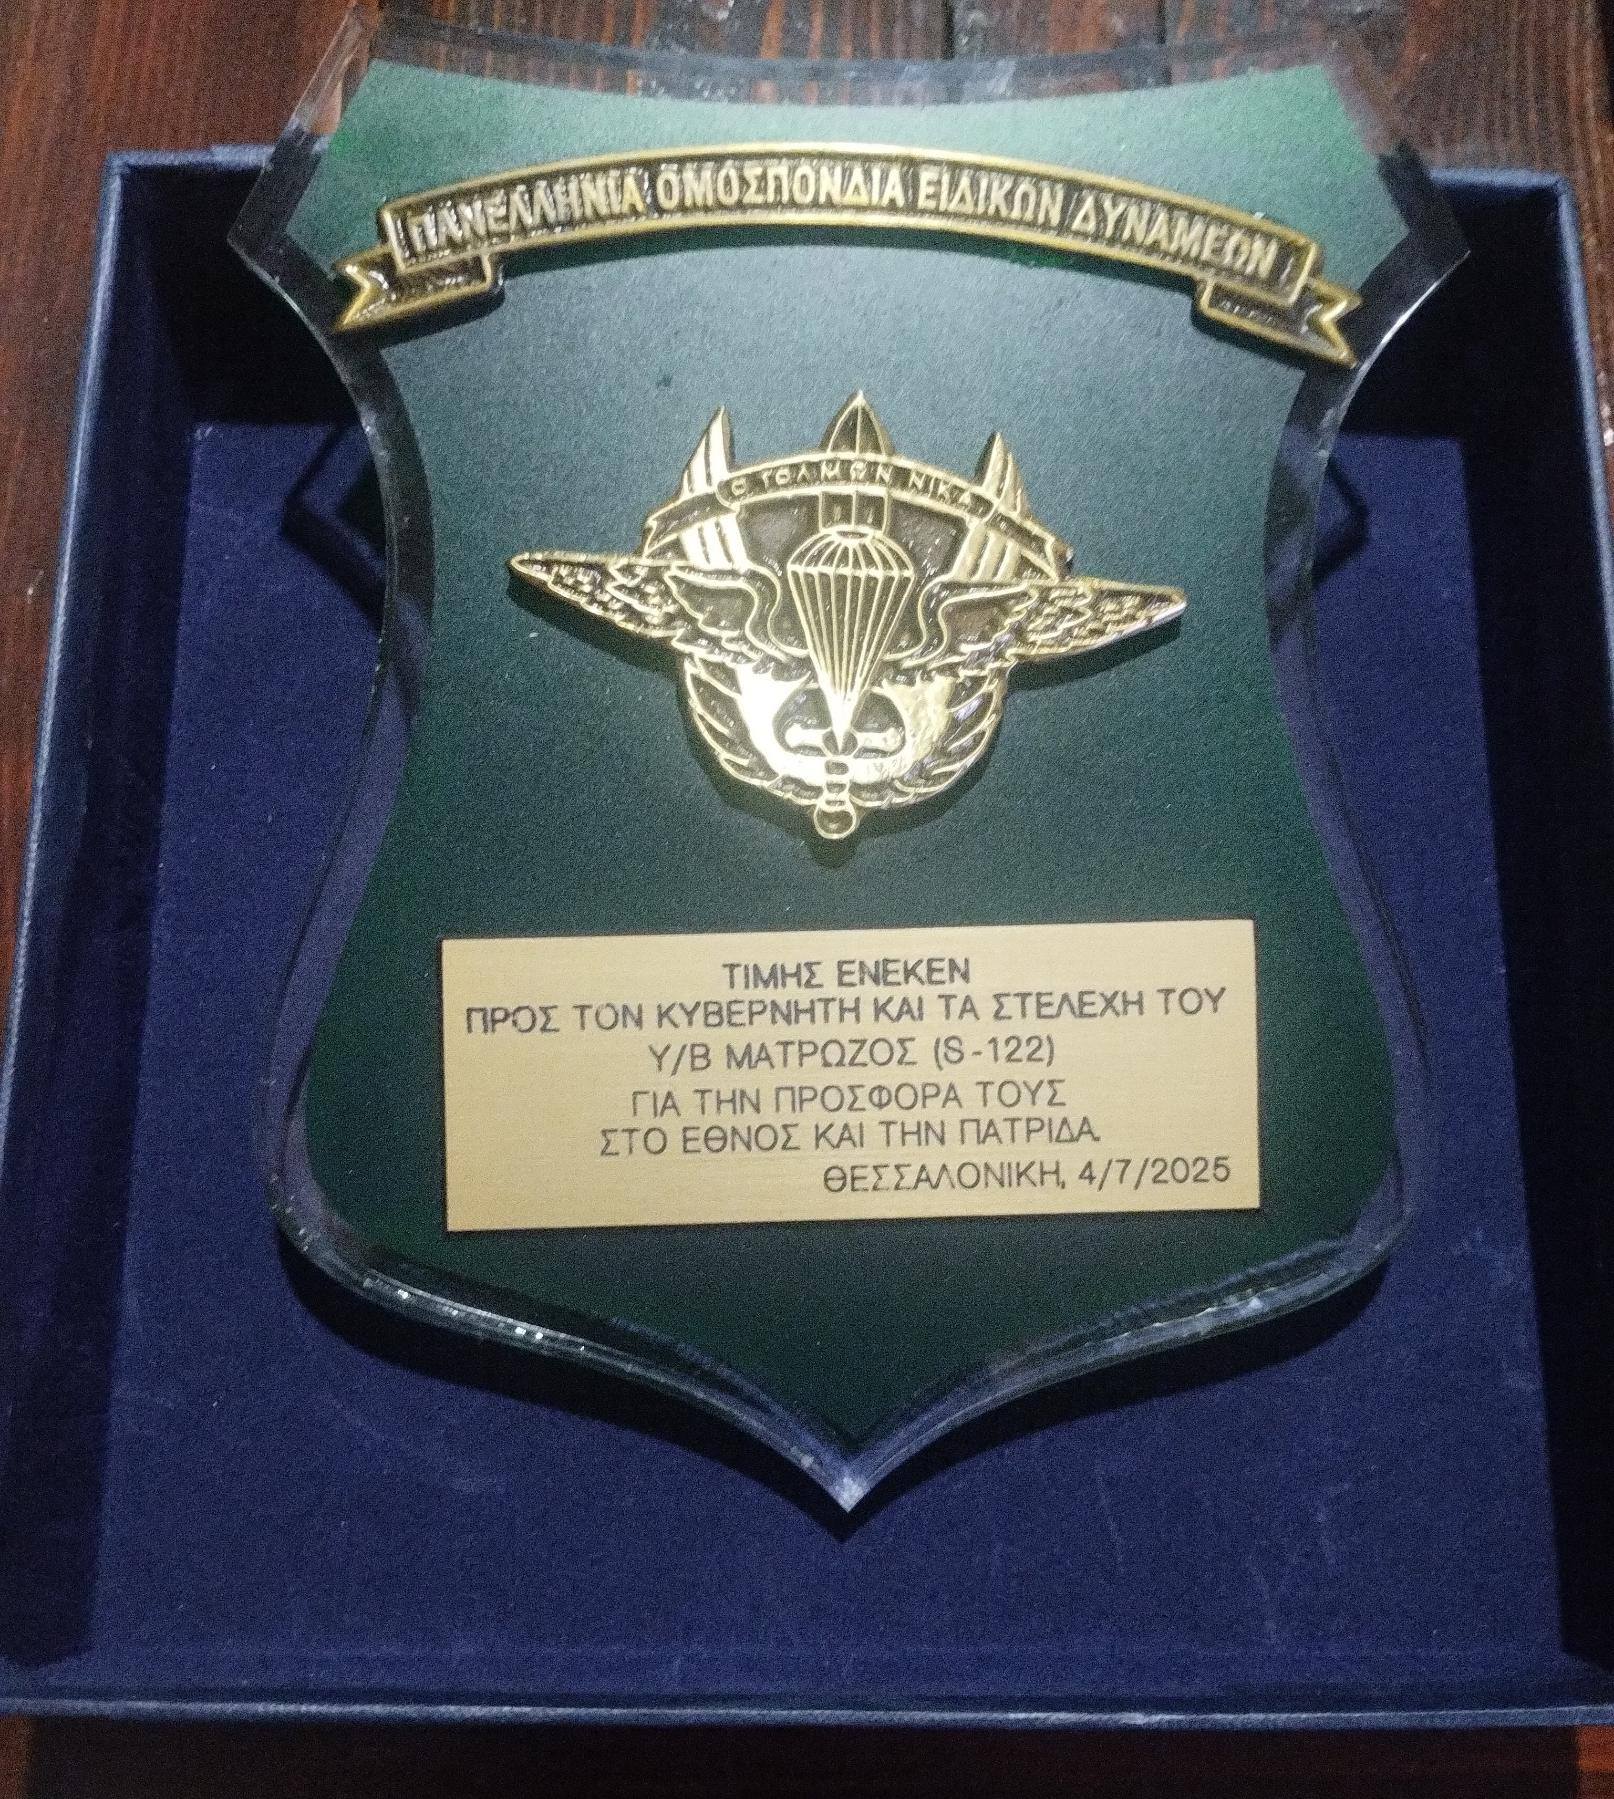 ΠΑΝΕΛΛΗΝΙΑ ΟΜΟΣΠΟΝΔΙΑ ΕΙΔΙΚΩΝ ΔΥΝΑΜΕΩΝ
Ο ΤΟΛΜΩΝ ΝΙΚΑ
ΤΙΜΗΣ ΕΝΕΚΕΝ
ΠΡΟΣ ΤΟΝ ΚΥΒΕΡΝΗΤΗ ΚΑΙ ΤΑ ΣΤΕΛΕΧΗ ΤΟΥ
Υ/Β ΜΑΤΡΩΖΟΣ (S-122)
ΓΙΑ ΤΗΝ ΠΡΟΣΦΟΡΑ ΤΟΥΣ
ΣΤΟ ΕΘΝΟΣ ΚΑΙ ΤΗΝ ΠΑΤΡΙΔΑ.
ΘΕΣΣΑΛΟΝΙΚΗ, 4/7/2025